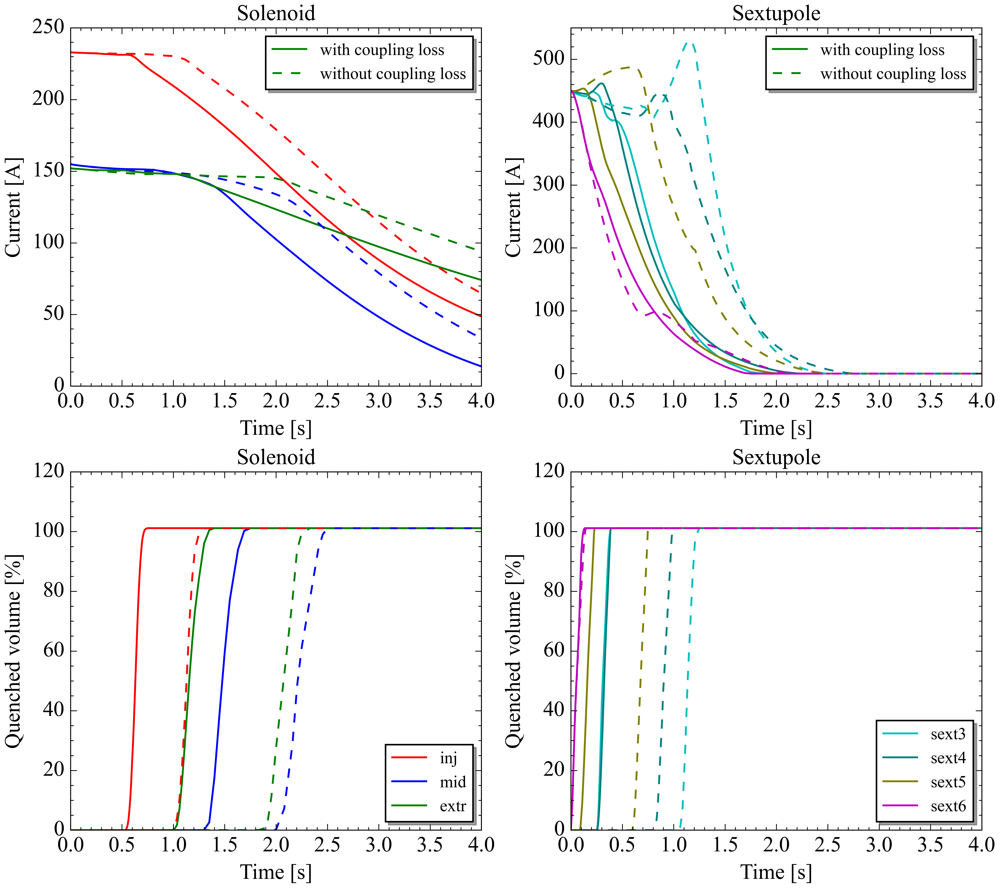 Solenoid
250
200
150
100
50
0
Current [A]
with coupling loss
without coupling loss
0.0 0.5 1.0 1.5 2.0 2.5 3.0 3.5 4.0
Time [s]
Sextupole
500
400
300
200
100
0
Current [A]
with coupling loss
without coupling loss
0.0 0.5 1.0 1.5 2.0 2.5 3.0 3.5 4.0
Time [s]
Solenoid
120
100
80
60
40
20
0
Quenched volume [%]
inj
mid
extr
0.0 0.5 1.0 1.5 2.0 2.5 3.0 3.5 4.0
Time [s]
Sextupole
120
100
80
60
40
20
0
Quenched volume [%]
sext3
sext4
sext5
sext6
0.0 0.5 1.0 1.5 2.0 2.5 3.0 3.5 4.0
Time [s]